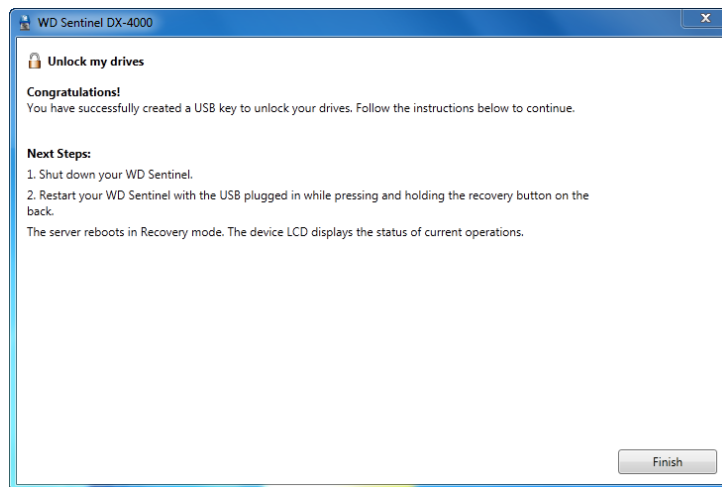 WD Sentinel DX-4000
Unlock my drives
Congratulations!
You have successfully created a USB key to unlock your drives. Follow the instructions below to continue.
Next Steps:
1. Shut down your WD Sentinel.
2. Restart your WD Sentinel with the USB plugged in while pressing and holding the recovery button on the
back.
The server reboots in Recovery mode. The device LCD displays the status of current operations.
Finish